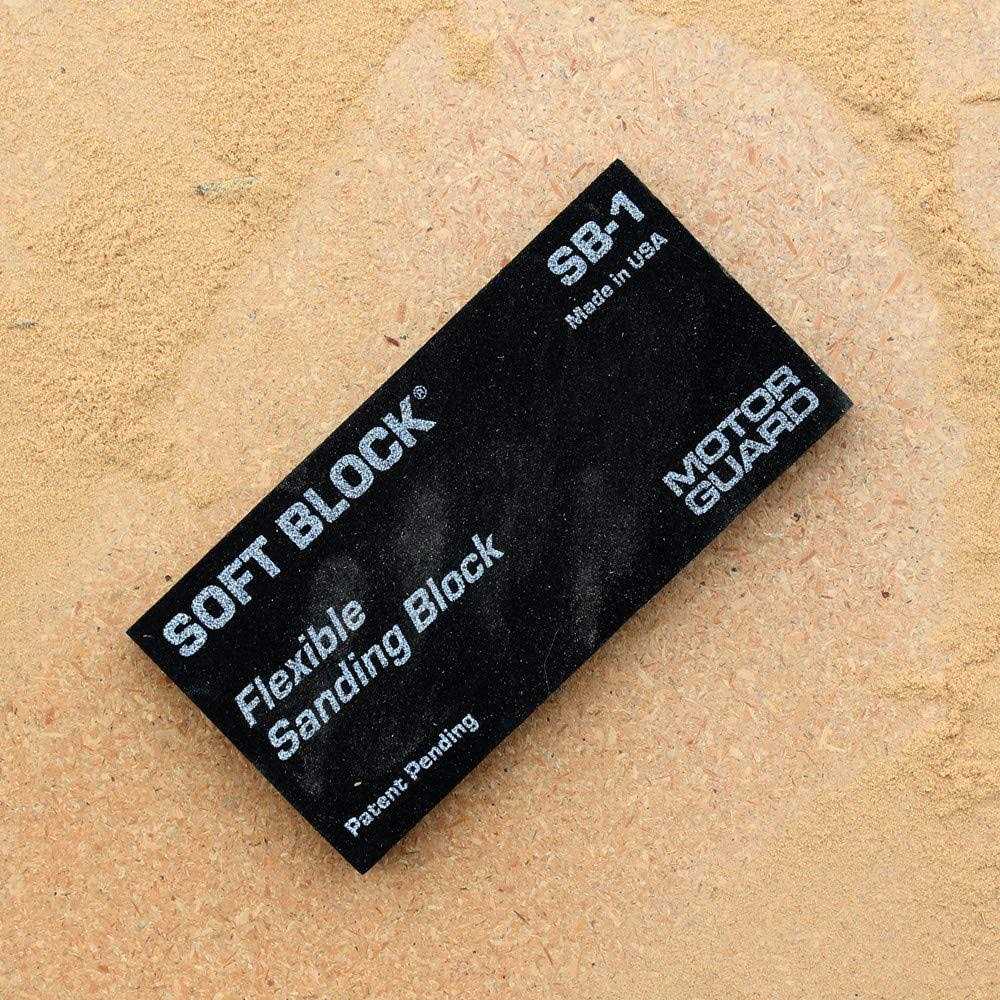 SOFT BLOCK®
SB-1
Made in USA
Flexible
Sanding Block
Patent Pending
MOTOR
GUARD